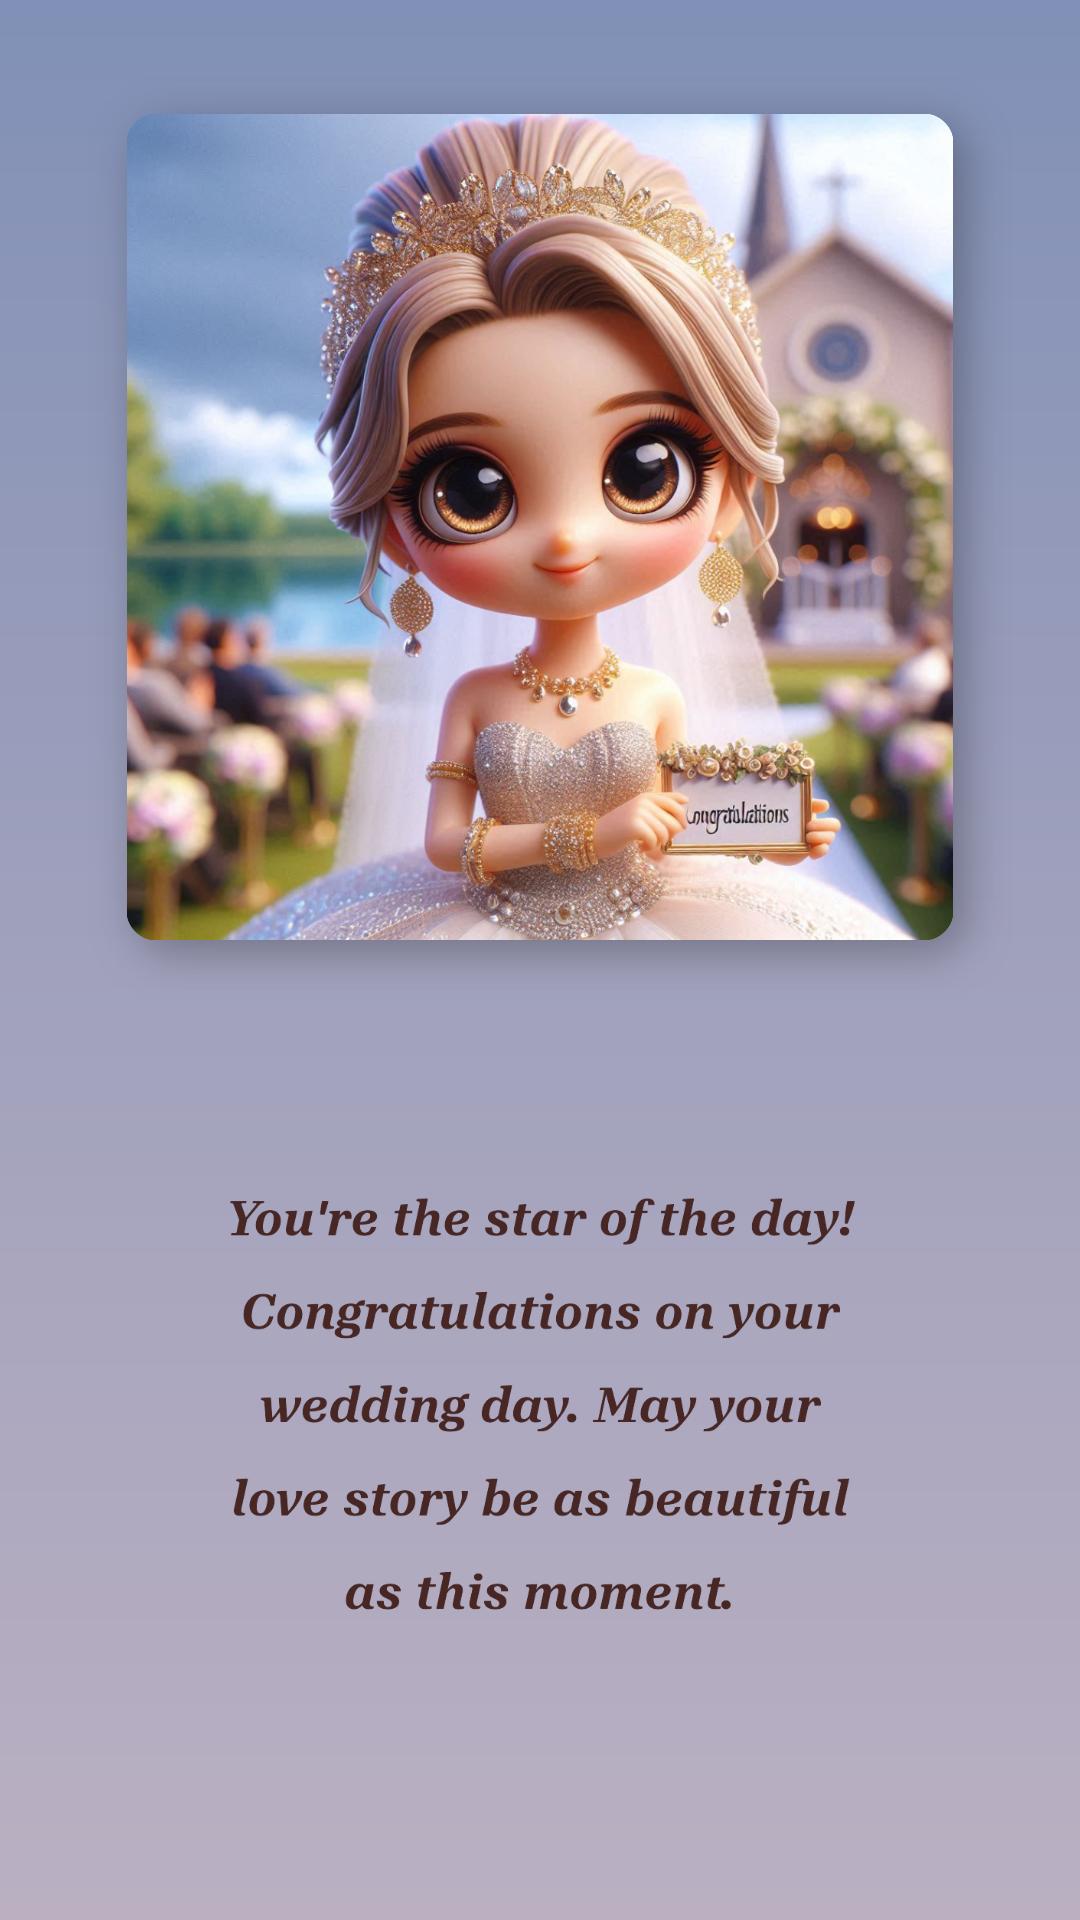 Congratulations
You're the star of the day!
Congratulations on your
wedding day. May your
love story be as beautiful
as this moment.